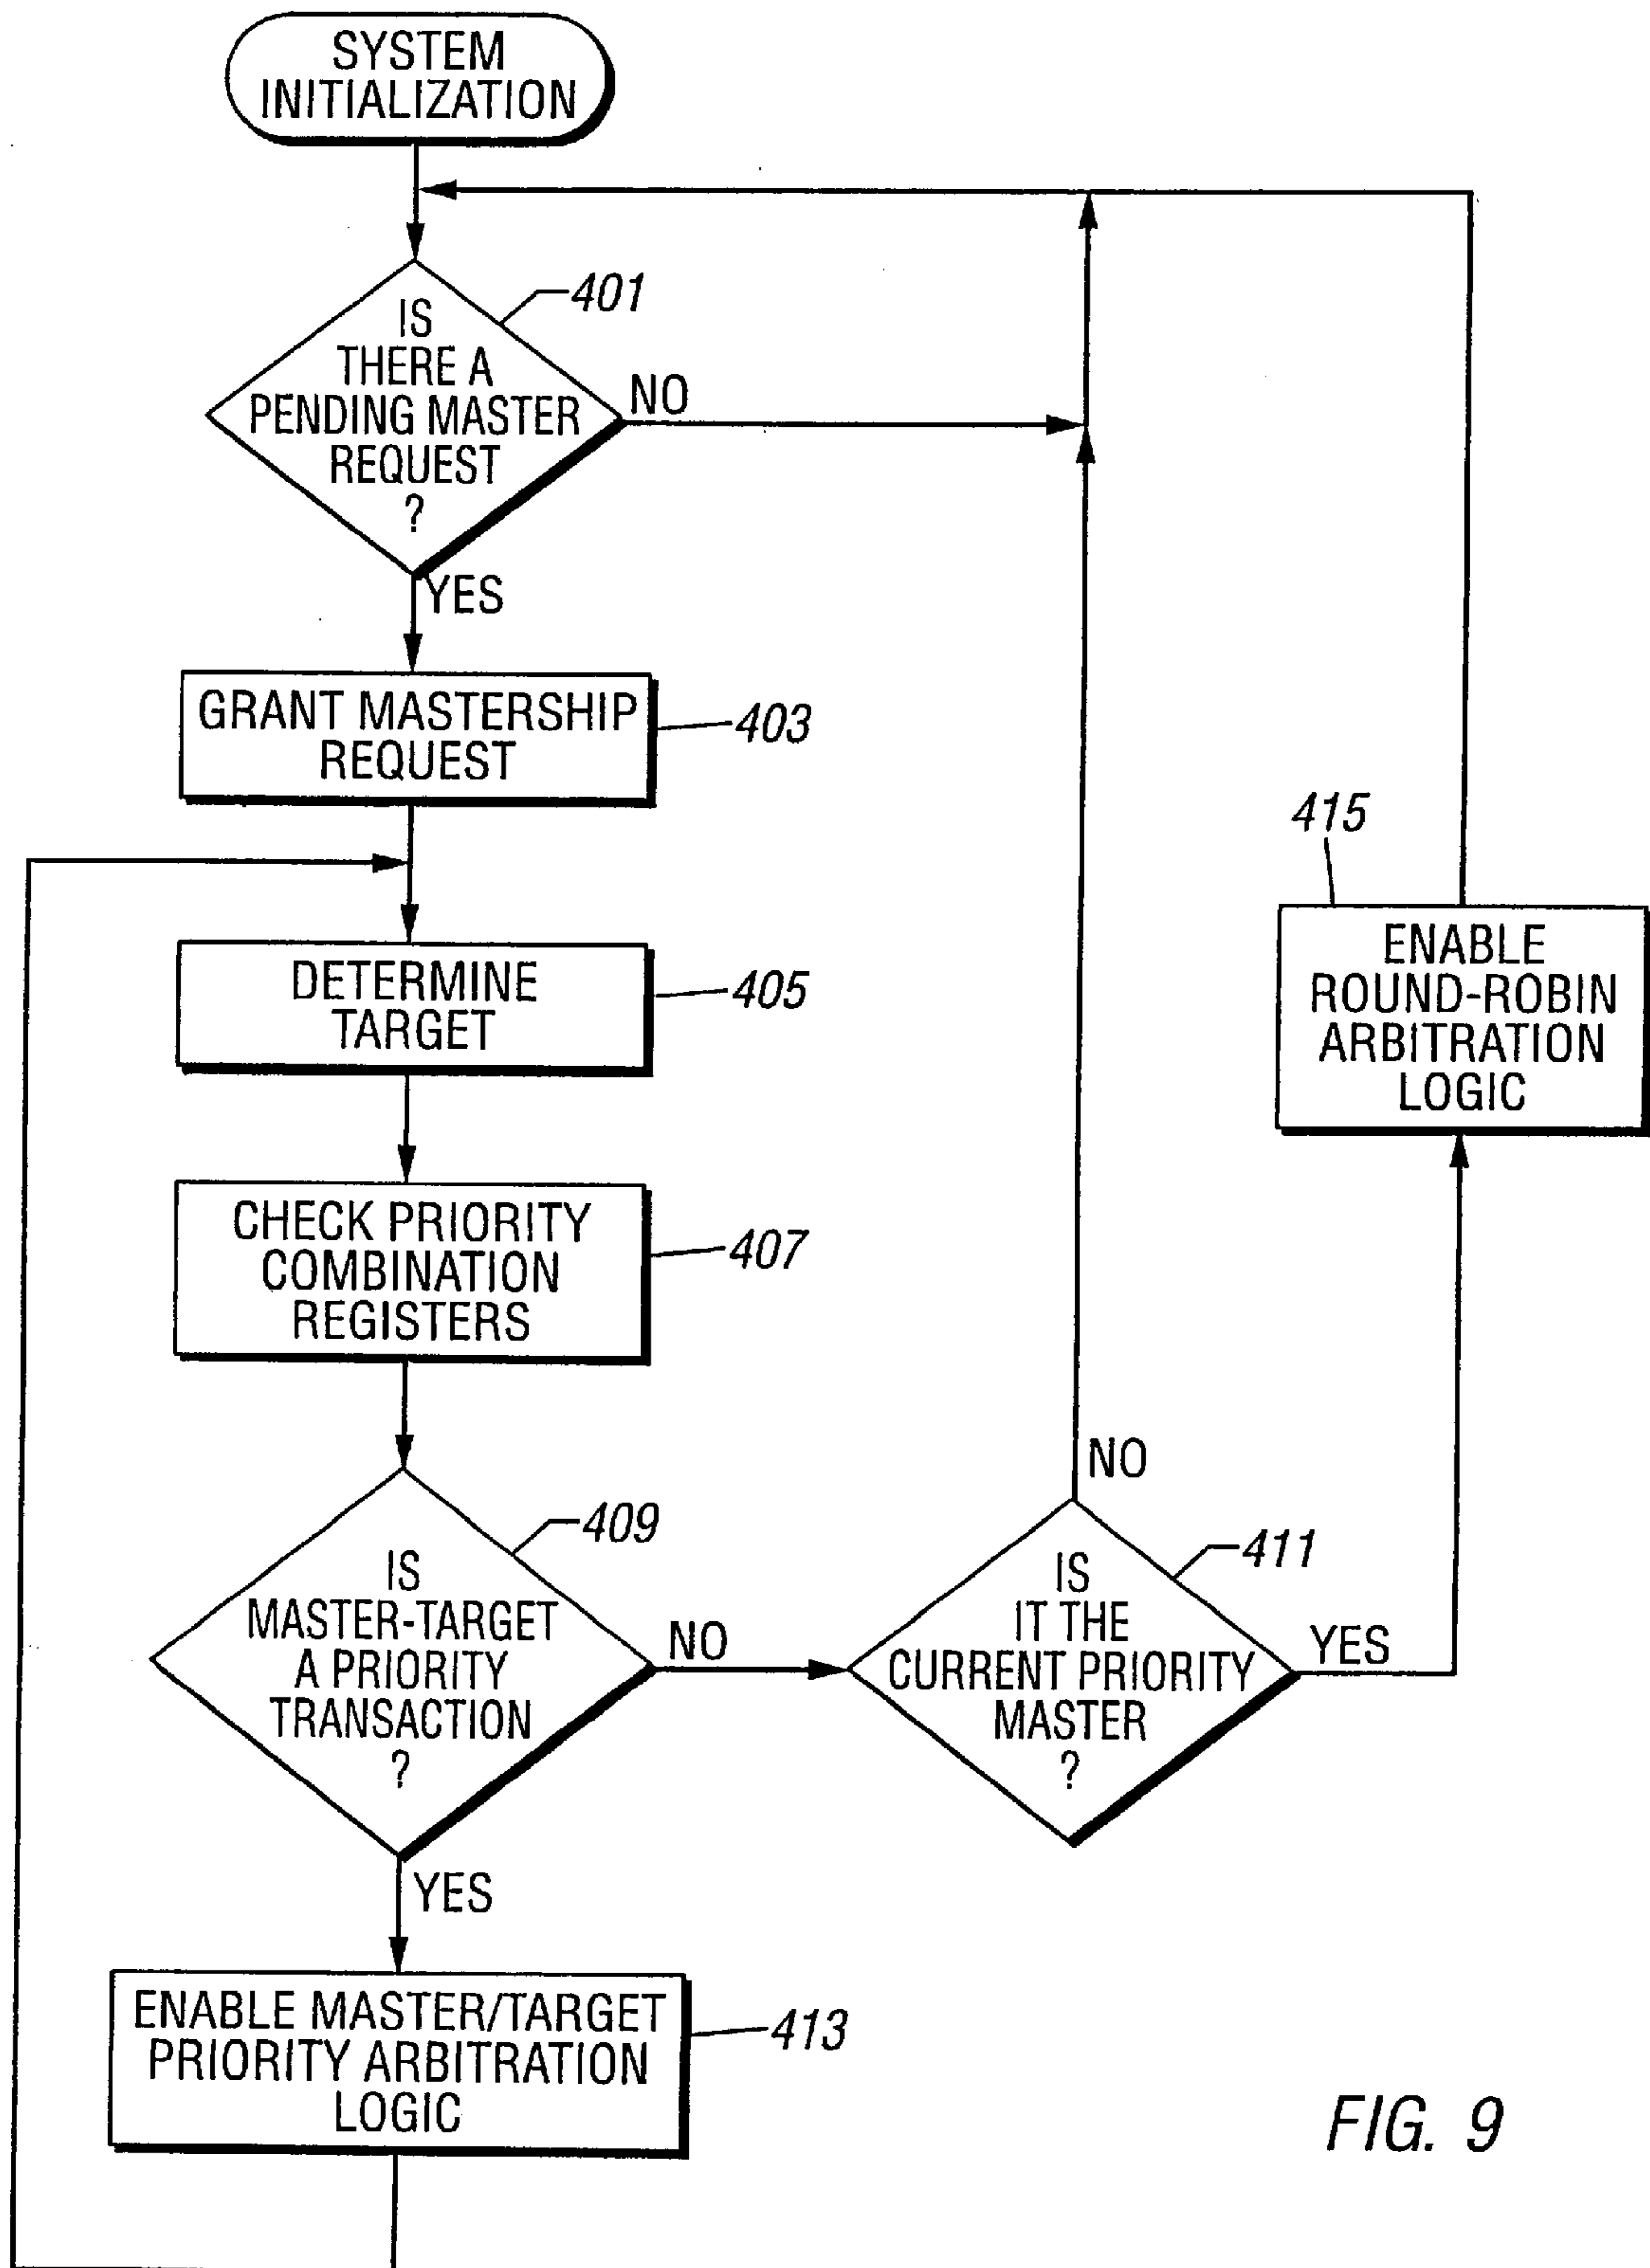 SYSTEM
INITIALIZATION
401
IS
THERE A
PENDING MASTER
REQUEST
?
NO
YES
GRANT MASTERSHIP
REQUEST
403
DETERMINE
TARGET
405
415
ENABLE
ROUND-ROBIN
ARBITRATION
LOGIC
CHECK PRIORITY
COMBINATION
REGISTERS
407
409
IS
MASTER-TARGET
A PRIORITY
TRANSACTION
?
NO
YES
NO
411
IS
IT THE
CURRENT PRIORITY
MASTER
?
YES
ENABLE MASTER/TARGET
PRIORITY ARBITRATION
LOGIC
413
FIG. 9